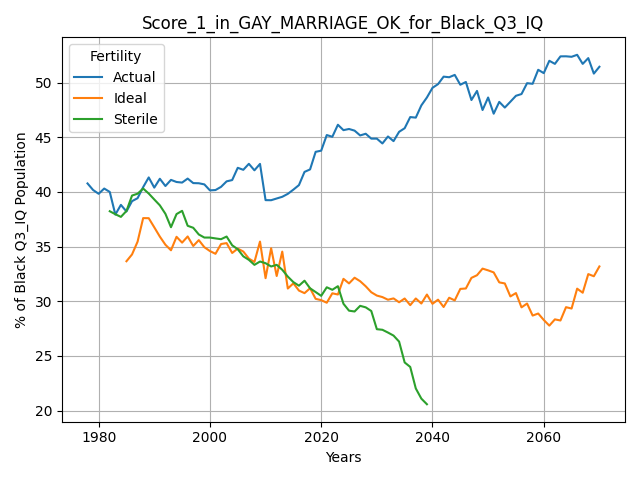 Score_1_in_GAY_MARRIAGE_OK_for_Black_Q3_IQ
Fertility
Actual
Ideal
Sterile
% of Black Q3_IQ Population
50
45
40
35
30
25
20
1980
2000
2020
2040
2060
Years